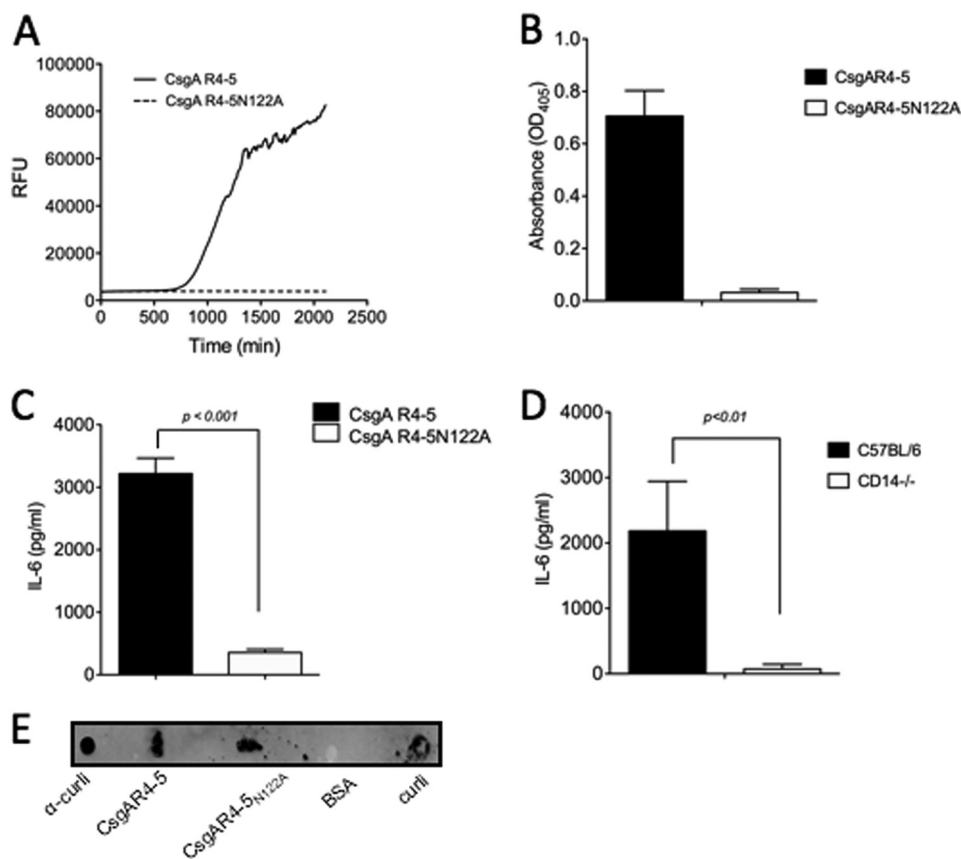 A
100000
80000
60000
40000
20000
0
RFU
0 500 1000 1500 2000 2500
Time (min)
CsgA R4-5
CsgA R4-5N122A
B
1.0
0.8
0.6
0.4
0.2
0.0
Absorbance (OD405)
CsgAR4-5
CsgAR4-5N122A
C
4000
3000
2000
1000
0
IL-6 (pg/ml)
p < 0.001
CsgA R4-5
CsgA R4-5N122A
D
4000
3000
2000
1000
0
IL-6 (pg/ml)
p<0.01
C57BL/6
CD14-/-
E
α-curli
CsgAR4-5
CsgAR4-5N122A
BSA
curli